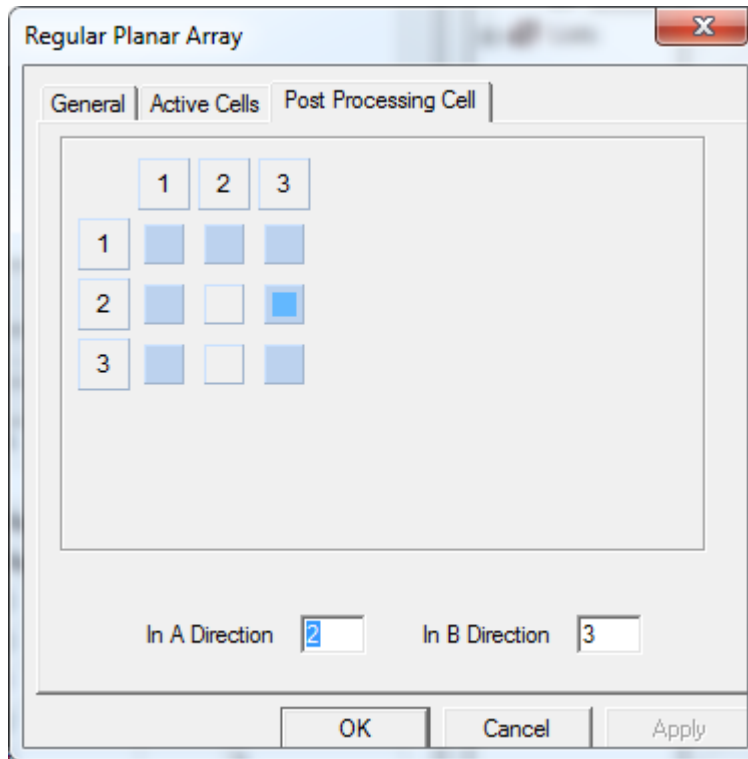 Regular Planar Array
General Active Cells Post Processing Cell
1 2 3
1
2
3
In A Direction 2 In B Direction 3
OK Cancel Apply